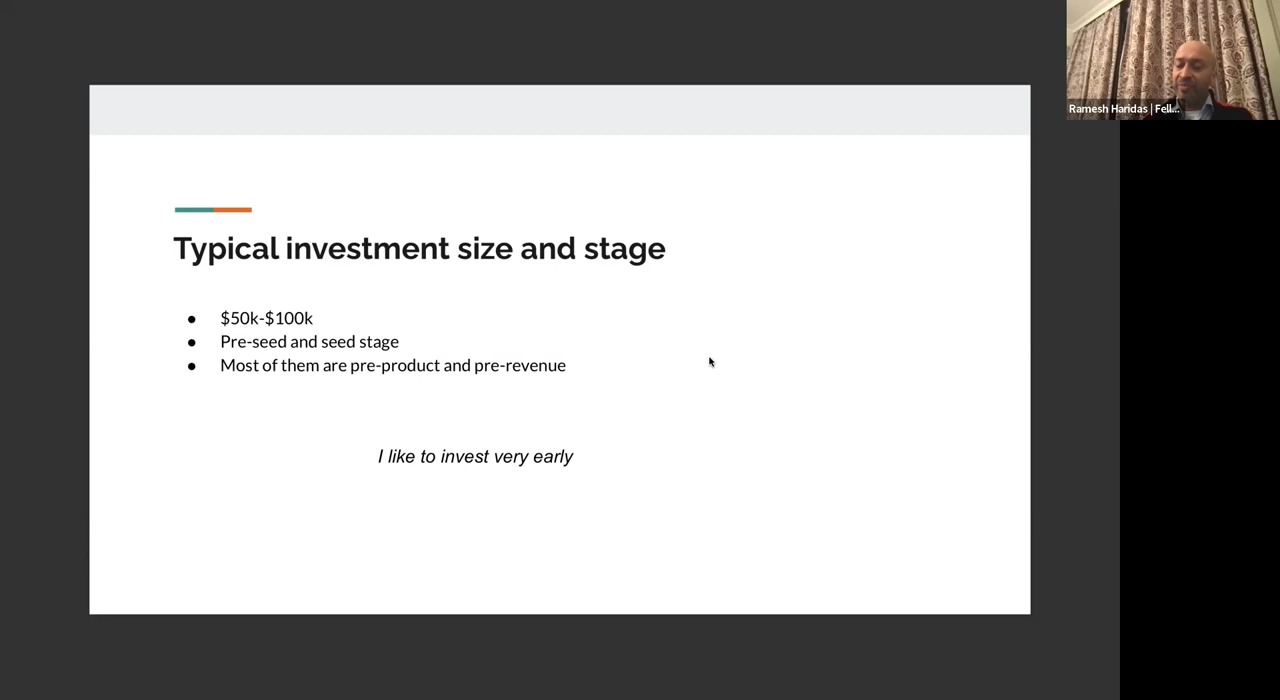 Ramesh Haridas | Fell...
Typical investment size and stage
● $50k-$100k
● Pre-seed and seed stage
● Most of them are pre-product and pre-revenue
I like to invest very early